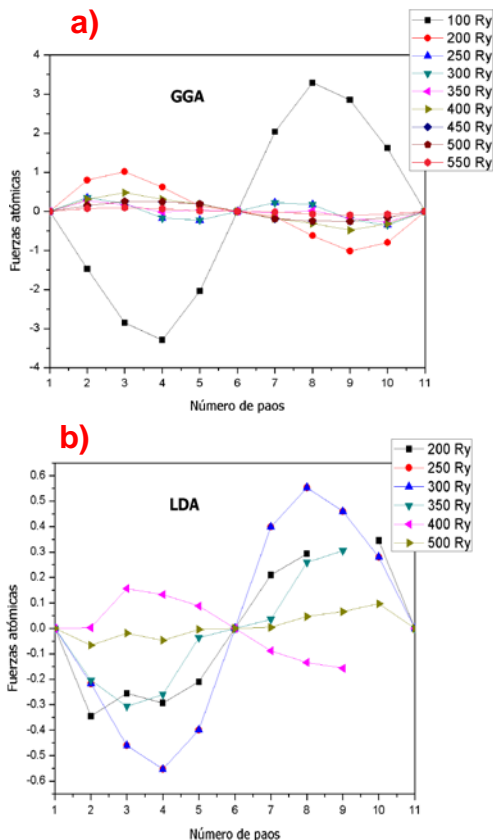 a)
GGA
100 Ry
200 Ry
250 Ry
300 Ry
350 Ry
400 Ry
450 Ry
500 Ry
550 Ry
Fuerzas atómicas
4
3
2
1
0
-1
-2
-3
-4
1 2 3 4 5 6 7 8 9 10 11
Número de paos
b)
LDA
200 Ry
250 Ry
300 Ry
350 Ry
400 Ry
500 Ry
Fuerzas atómicas
0.6
0.5
0.4
0.3
0.2
0.1
0.0
-0.1
-0.2
-0.3
-0.4
-0.5
-0.6
1 2 3 4 5 6 7 8 9 10 11
Número de paos